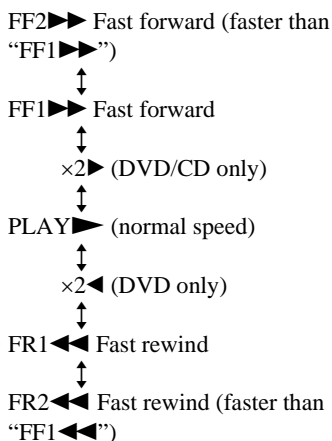 FF2▶▶ Fast forward (faster than
“FF1▶▶”)
↕
FF1▶▶ Fast forward
↕
×2▶ (DVD/CD only)
↕
PLAY▶ (normal speed)
↕
×2◀ (DVD only)
↕
FR1◀◀ Fast rewind
↕
FR2◀◀ Fast rewind (faster than
“FF1◀◀”)